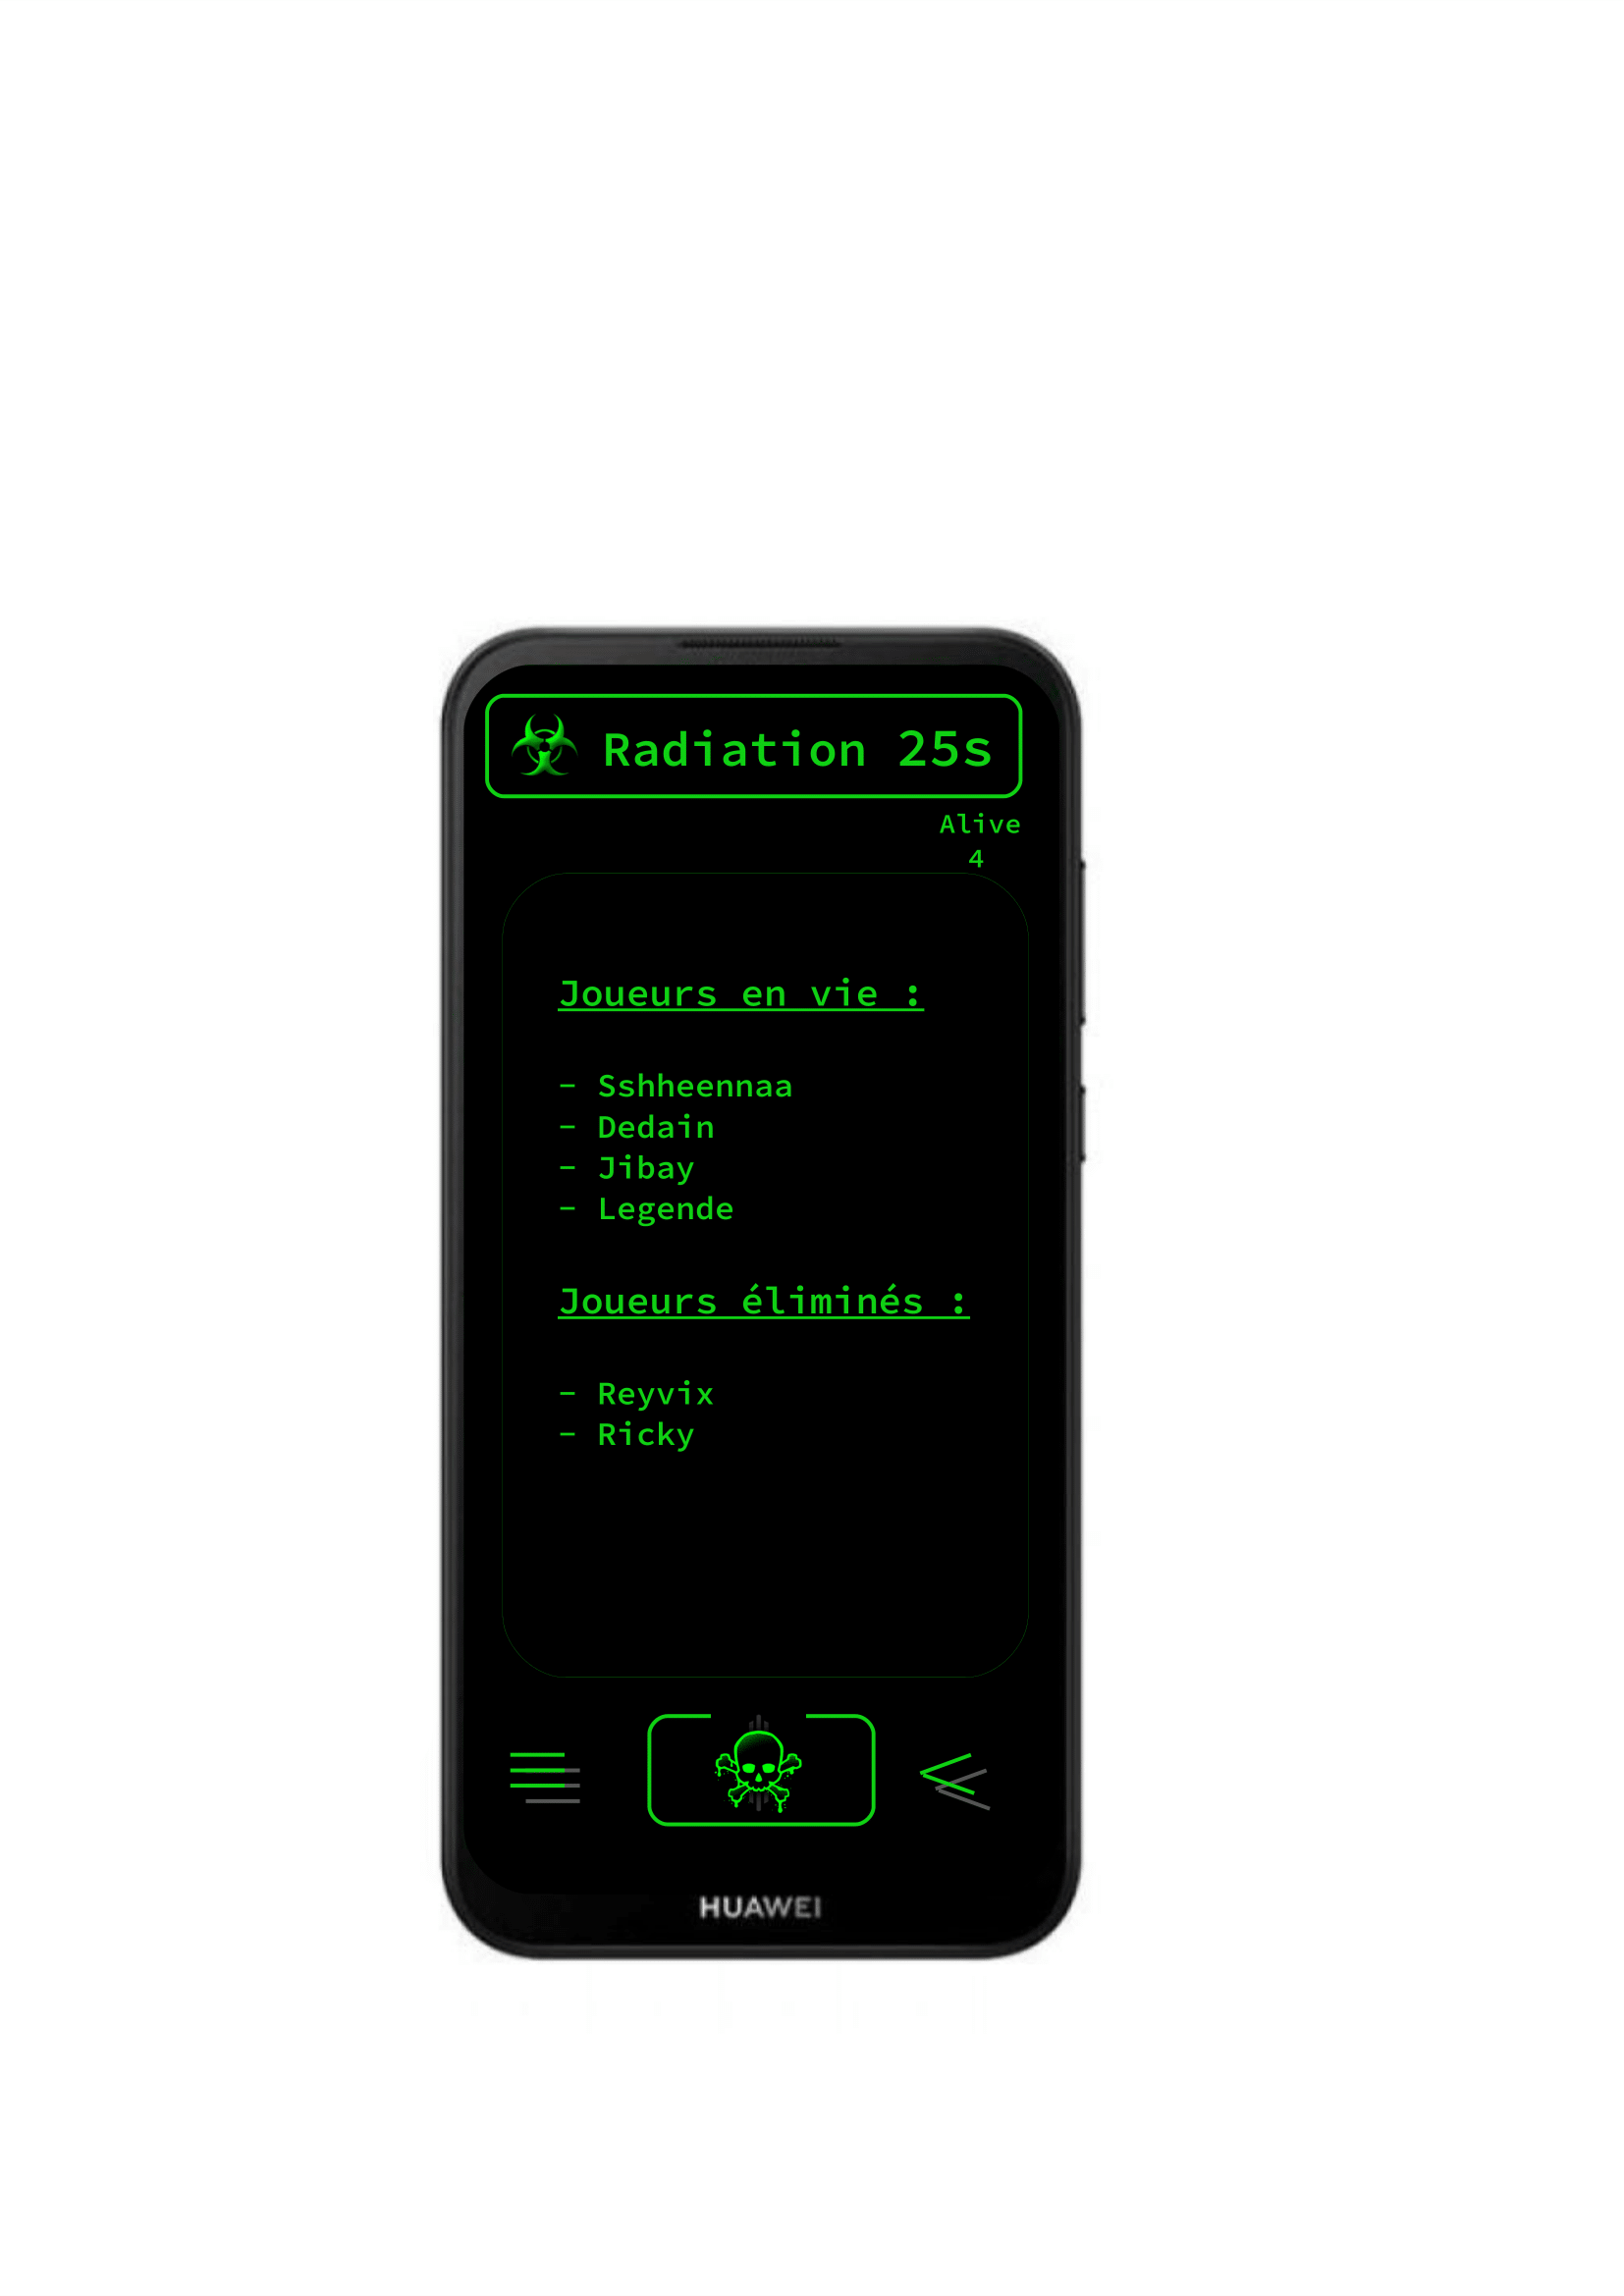 Radiation 25s
Alive
4
Joueurs en vie :
- Sshheennaa
- Dedain
- Jibay
- Legende
Joueurs éliminés :
- Reyvix
- Ricky
HUAWEI